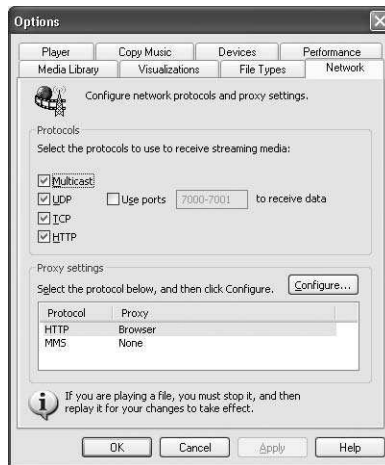 Options
Player Copy Music Devices Performance
Media Library Visualizations File Types Network
Configure network protocols and proxy settings.
Protocols
Select the protocols to use to receive streaming media:
Multicast
UDP Use ports 7000-7001 to receive data
TCP
HTTP
Proxy settings
Select the protocol below, and then click Configure. Configure...
Protocol Proxy
HTTP Browser
MMS None
If you are playing a file, you must stop it, and then
replay it for your changes to take effect.
OK Cancel Apply Help